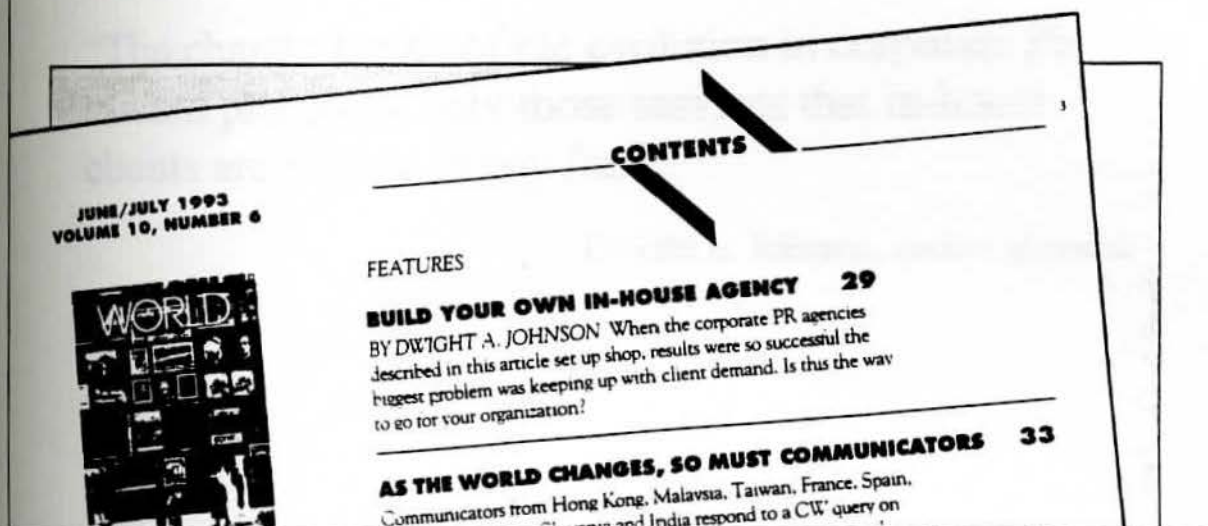 3
CONTENTS
JUNE/JULY 1993
VOLUME 10, NUMBER 6
WORLD
FEATURES
BUILD YOUR OWN IN-HOUSE AGENCY 29
BY DWIGHT A. JOHNSON When the corporate PR agencies
described in this article set up shop, results were so successful the
biggest problem was keeping up with client demand. Is this the way
to go for your organization?
AS THE WORLD CHANGES, SO MUST COMMUNICATORS 33
Communicators from Hong Kong, Malaysia, Taiwan, France, Spain,
and India respond to a CW query on